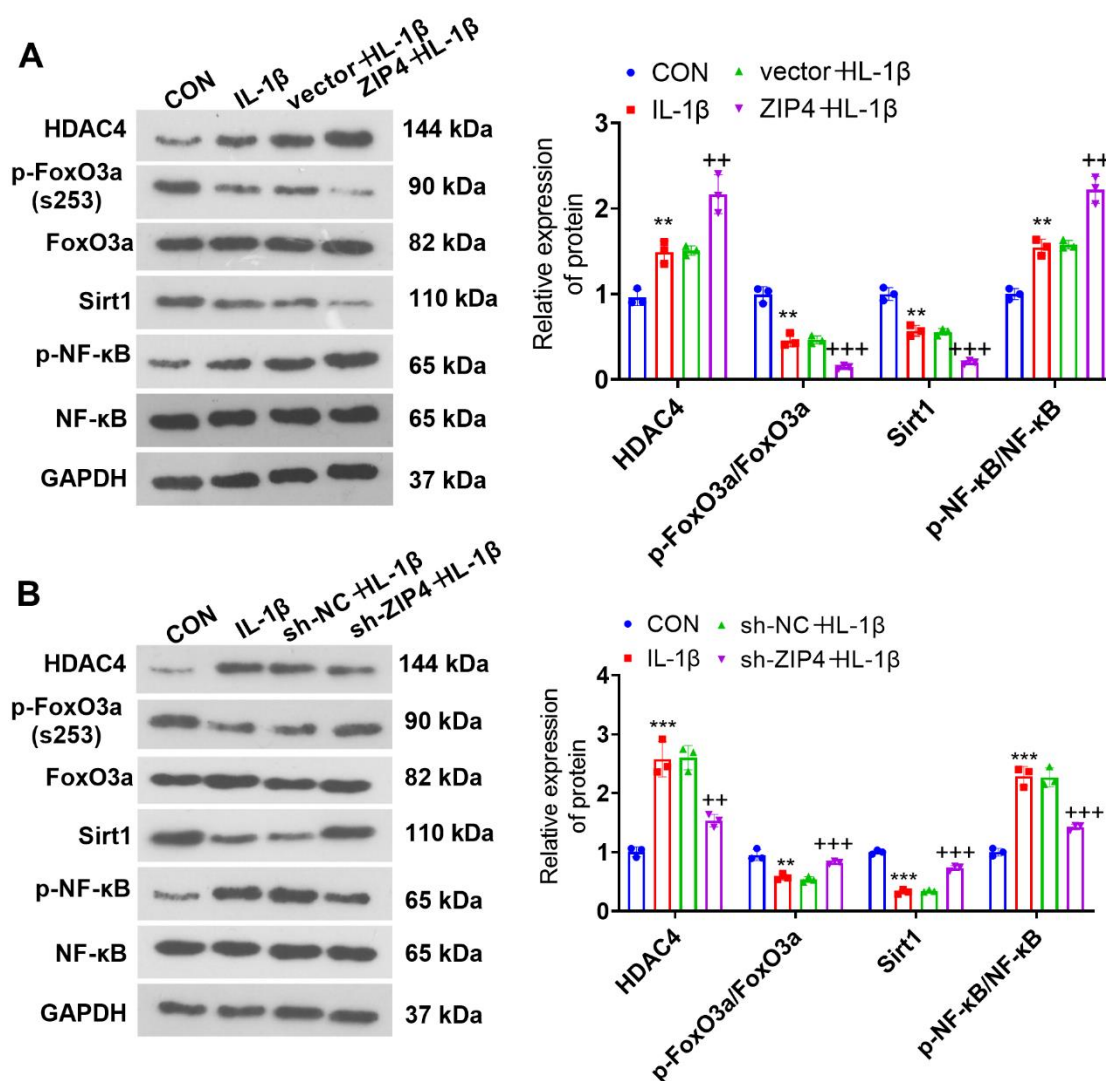 A
CON IL-1β vector+IL-1β ZIP4+IL-1β
HDAC4 144 kDa
p-FoxO3a
(s253) 90 kDa
FoxO3a 82 kDa
Sirt1 110 kDa
p-NF-κB 65 kDa
NF-κB 65 kDa
GAPDH 37 kDa
CON vector+IL-1β
IL-1β ZIP4+IL-1β
Relative expression
of protein
3
2
1
0
** ++
** +++
** +++
** ++
HDAC4
p-FoxO3a/FoxO3a
Sirt1
p-NF-κB/NF-κB
B
CON IL-1β sh-NC+IL-1β sh-ZIP4+IL-1β
HDAC4 144 kDa
p-FoxO3a
(s253) 90 kDa
FoxO3a 82 kDa
Sirt1 110 kDa
p-NF-κB 65 kDa
NF-κB 65 kDa
GAPDH 37 kDa
CON sh-NC+IL-1β
IL-1β sh-ZIP4+IL-1β
Relative expression
of protein
4
3
2
1
0
*** ++
** +++
*** +++
*** +++
HDAC4
p-FoxO3a/FoxO3a
Sirt1
p-NF-κB/NF-κB